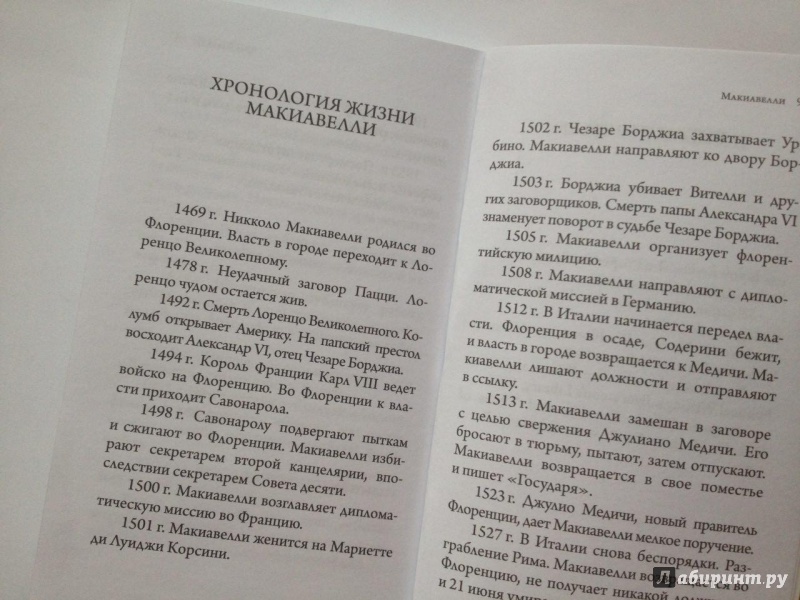 ХРОНОЛОГИЯ ЖИЗНИ
МАКИАВЕЛЛИ
1469 г. Никколо Макиавелли родился во
Флоренции. Власть в городе переходит к Ло-
ренцо Великолепному.
1478 г. Неудачный заговор Пацци. Ло-
ренцо чудом остается жив.
1492 г. Смерть Лоренцо Великолепного. Ко-
лумб открывает Америку. На папский престол
восходит Александр VI, отец Чезаре Борджиа.
1494 г. Король Франции Карл VIII ведет
войско на Флоренцию. Во Флоренции к вла-
сти приходит Савонарола.
1498 г. Савонаролу подвергают пыткам
и сжигают во Флоренции. Макиавелли изби-
рают секретарем второй канцелярии, впо-
следствии секретарем Совета десяти.
1500 г. Макиавелли возглавляет диплома-
тическую миссию во Францию.
1501 г. Макиавелли женится на Мариетте
ди Луиджи Корсини.
Макиавелли 9
1502 г. Чезаре Борджиа захватывает Ур-
бино. Макиавелли направляют ко двору Бор-
джиа.
1503 г. Борджиа убивает Вителли и дру-
гих заговорщиков. Смерть папы Александра VI
знаменует поворот в судьбе Чезаре Борджиа.
1505 г. Макиавелли организует флорен-
тийскую милицию.
1508 г. Макиавелли направляют с дипло-
матической миссией в Германию.
1512 г. В Италии начинается передел вла-
сти. Флоренция в осаде, Содерини бежит,
и власть в городе возвращается к Медичи. Ма-
киавелли лишают должности и отправляют
в ссылку.
1513 г. Макиавелли замешан в заговоре
с целью свержения Джулиано Медичи. Его
бросают в тюрьму, пытают, затем отпускают.
Макиавелли возвращается в свое поместье
и пишет «Государя».
1523 г. Джулио Медичи, новый правитель
Флоренции, дает Макиавелли мелкое поручение.
1527 г. В Италии снова беспорядки. Раз-
грабление Рима. Макиавелли во
Флоренцию, не получает никакой
и 21 июня
Лабиринт.ру